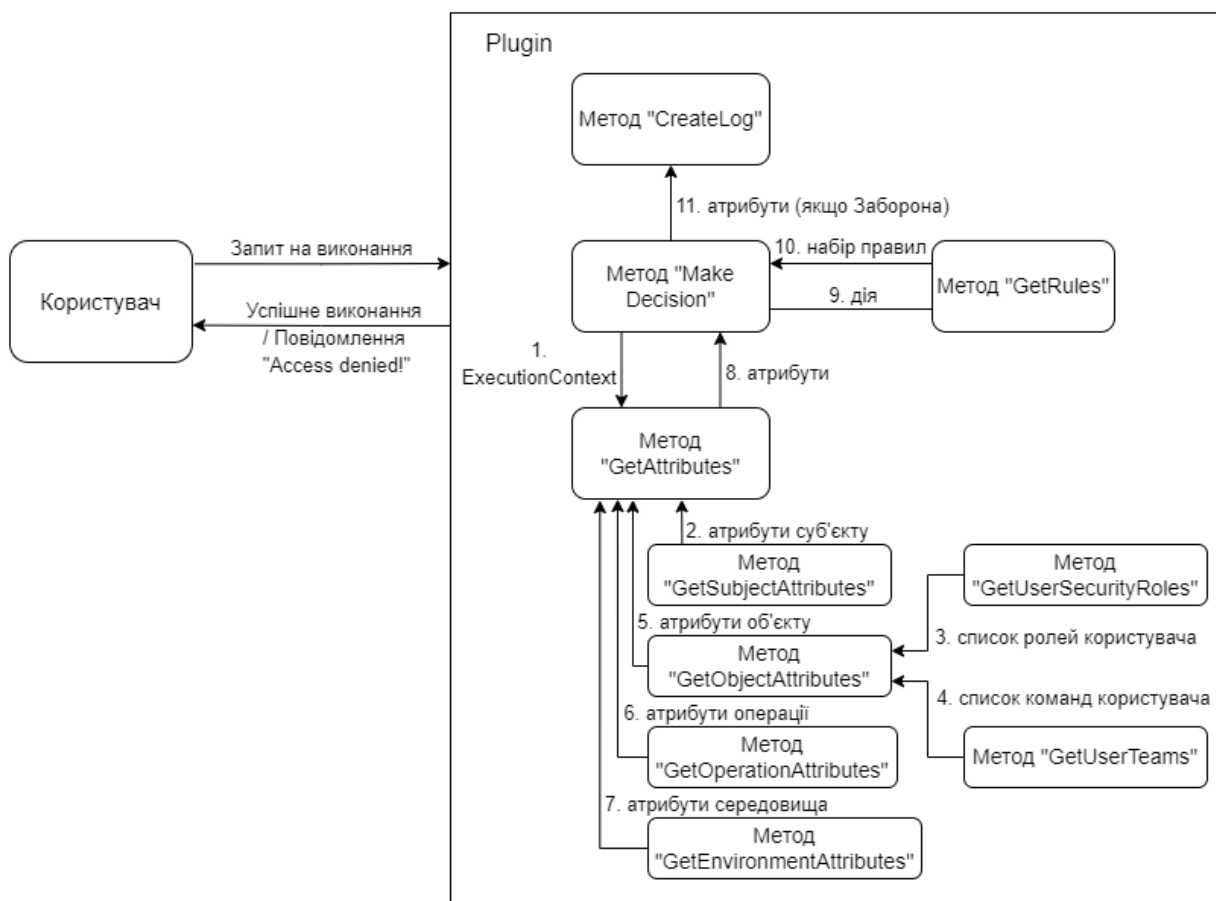 Plugin
Метод "CreateLog"
11. атрибути (якщо Заборона)
Запит на виконання
Користувач
Успішне виконання
/ Повідомлення
"Access denied!"
Метод "Make
Decision"
10. набір правил
9. дія
Метод "GetRules"
1.
ExecutionContext
8. атрибути
Метод
"GetAttributes"
2. атрибути суб'єкту
Метод
"GetSubjectAttributes"
Метод
"GetUserSecurityRoles"
5. атрибути об'єкту
3. список ролей користувача
Метод
"GetObjectAttributes"
4. список команд користувача
6. атрибути операції
Метод
"GetOperationAttributes"
Метод "GetUserTeams"
7. атрибути середовища
Метод
"GetEnvironmentAttributes"